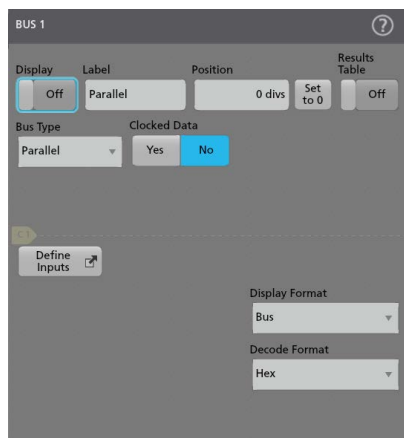 BUS 1
?
Display
Label
Position
Results
Table
Off
Parallel
0 divs
Set
to 0
Off
Bus Type
Clocked Data
Parallel
Yes
No
C1
Define
Inputs
Display Format
Bus
Decode Format
Hex